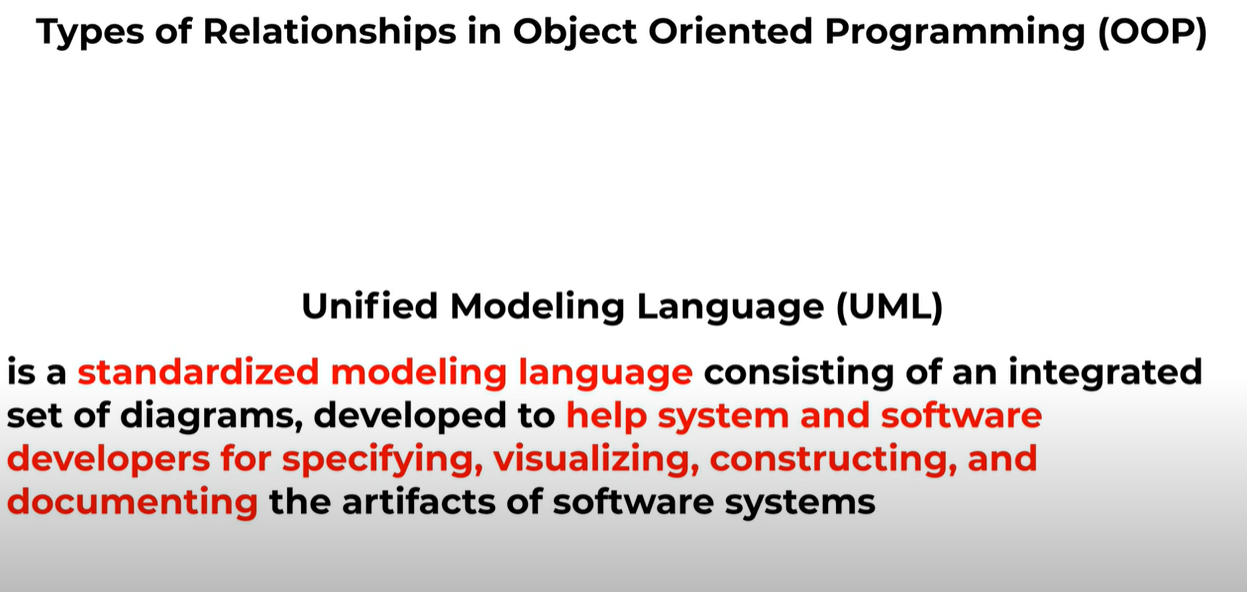 Types of Relationships in Object Oriented Programming (OOP)
Unified Modeling Language (UML)
is a standardized modeling language consisting of an integrated
set of diagrams, developed to help system and software
developers for specifying, visualizing, constructing, and
documenting the artifacts of software systems